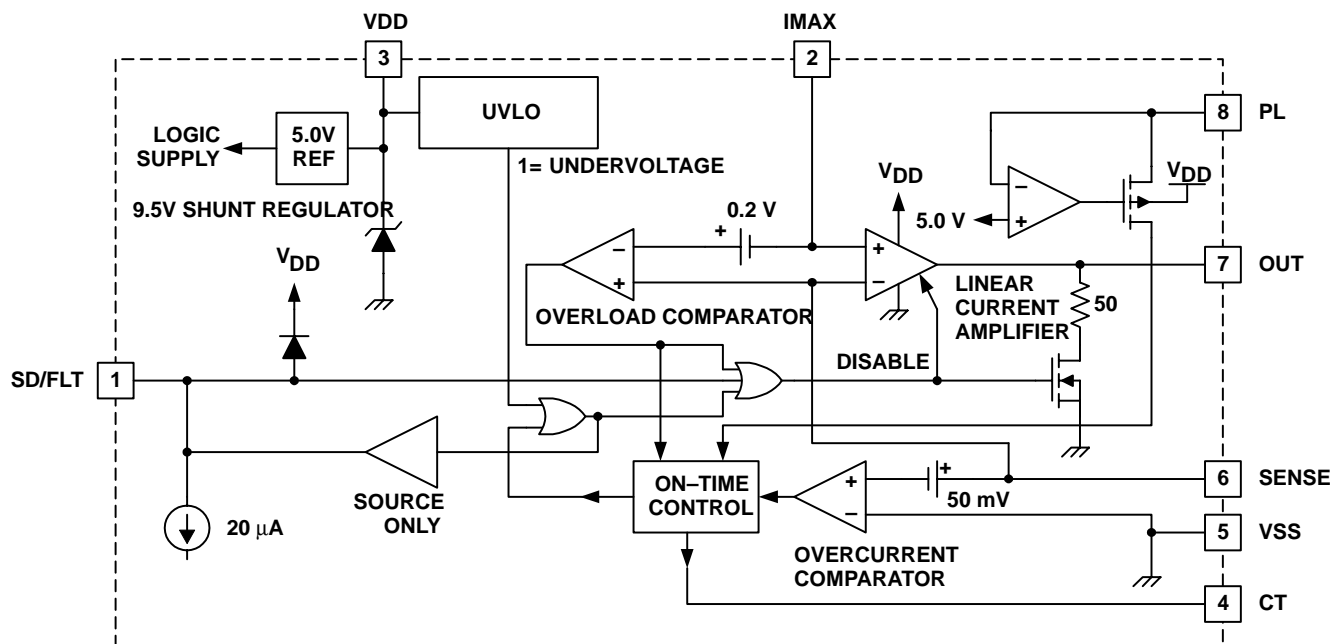 VDD
IMAX
3
2
UVLO
8
PL
LOGIC
SUPPLY
5.0V
REF
1= UNDERVOLTAGE
VDD
VDD
9.5V SHUNT REGULATOR
0.2 V
+
−
+
5.0 V
−
+
+
−
VDD
7
OUT
LINEAR
CURRENT
AMPLIFIER
50
OVERLOAD COMPARATOR
DISABLE
SD/FLT
1
ON–TIME
CONTROL
+
−
+
50 mV
6
SENSE
SOURCE
ONLY
20 µA
5
VSS
OVERCURRENT
COMPARATOR
4
CT